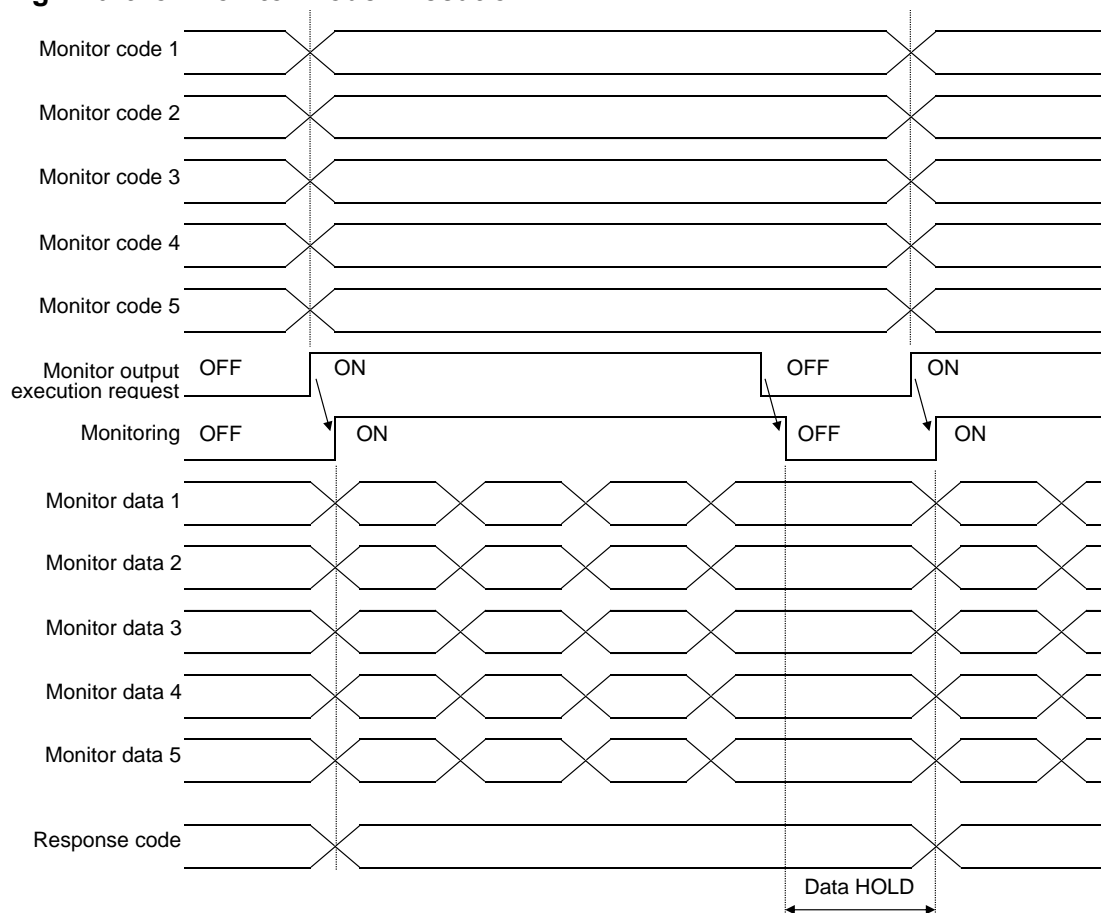 Monitor code 1
Monitor code 2
Monitor code 3
Monitor code 4
Monitor code 5
Monitor output
execution request
OFF
ON
OFF
ON
Monitoring
OFF
ON
OFF
ON
Monitor data 1
Monitor data 2
Monitor data 3
Monitor data 4
Monitor data 5
Response code
Data HOLD